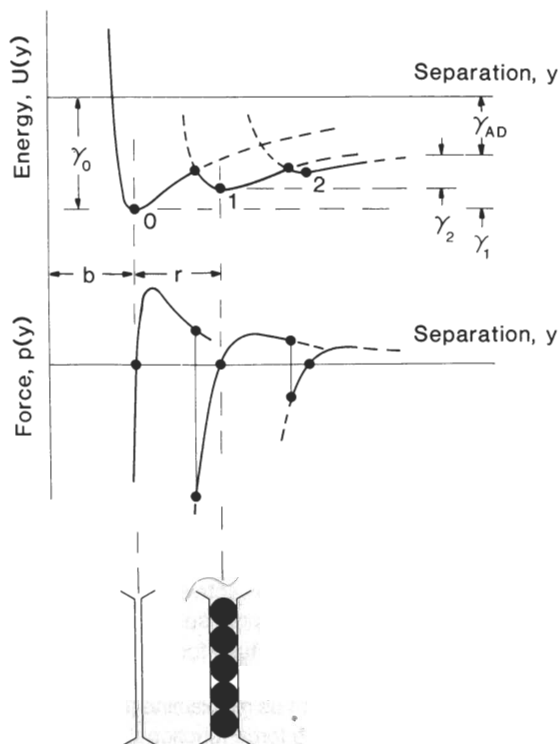 Energy, U(y)
Separation, y
γ₀
γAD
0
1
2
γ₂
γ₁
b
r
Force, p(y)
Separation, y